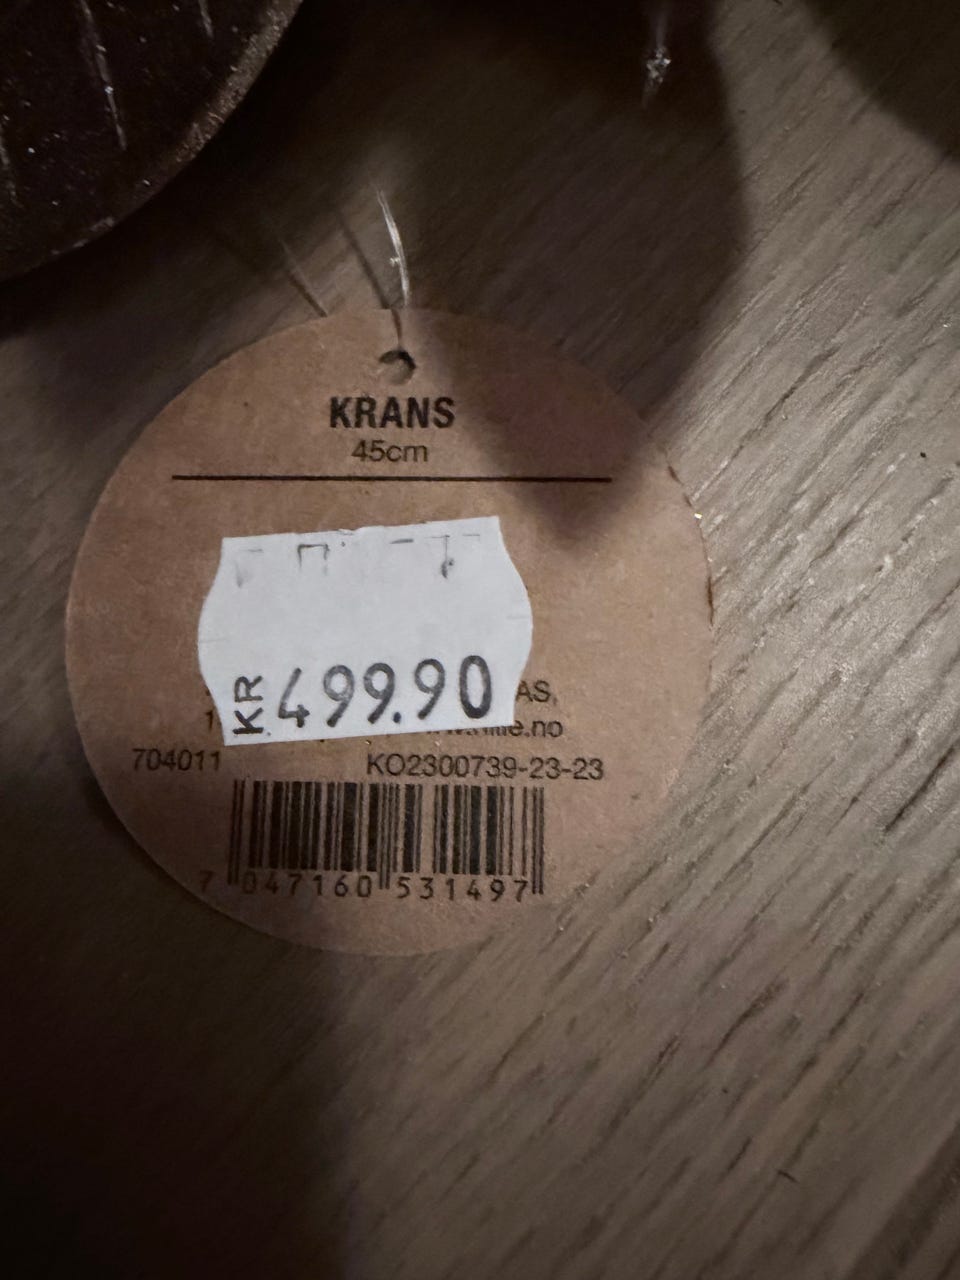 KRANS
45cm
KR 499.90
AS,
704011
KO2300739-23-23
7 047160 531497